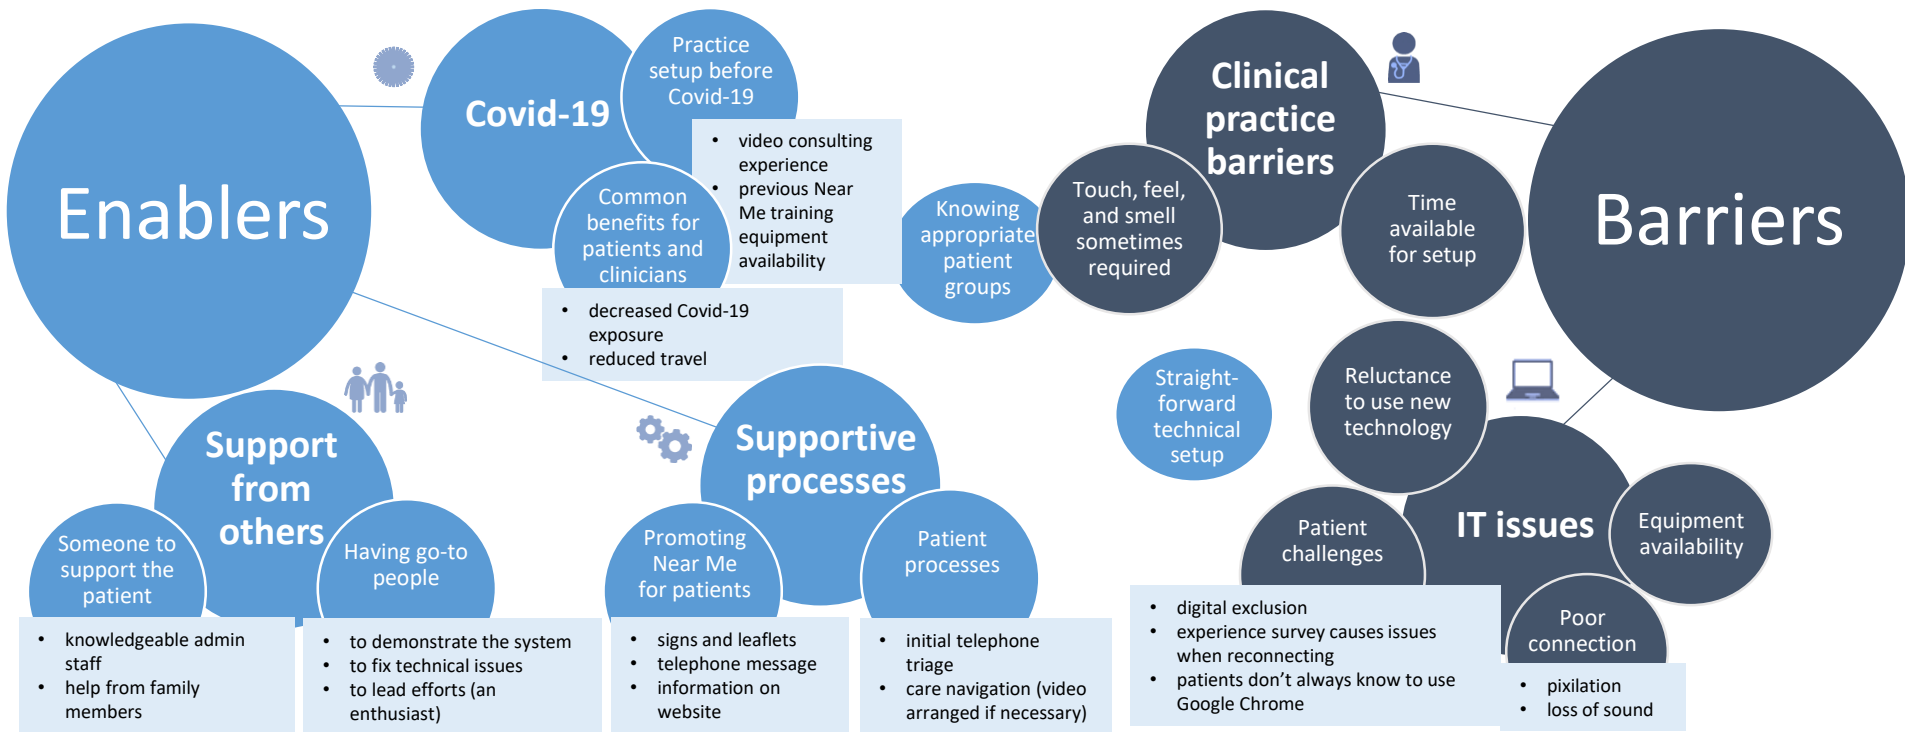 Enablers
Covid-19
Practice
setup before
Covid-19
• video consulting
experience
• previous Near
Me training
equipment
availability
Common
benefits for
patients and
clinicians
• decreased Covid-19
exposure
• reduced travel
Support
from
others
Someone to
support the
patient
• knowledgeable admin
staff
• help from family
members
Having go-to
people
• to demonstrate the system
• to fix technical issues
• to lead efforts (an
enthusiast)
Supportive
processes
Promoting
Near Me
for patients
• signs and leaflets
• telephone message
• information on
website
Patient
processes
• initial telephone
triage
• care navigation (video
arranged if necessary)
Knowing
appropriate
patient
groups
Straight-
forward
technical
setup
Barriers
Clinical
practice
barriers
Touch, feel,
and smell
sometimes
required
Time
available
for setup
IT issues
Reluctance
to use new
technology
Patient
challenges
• digital exclusion
• experience survey causes issues
when reconnecting
• patients don’t always know to use
Google Chrome
Equipment
availability
Poor
connection
• pixilation
• loss of sound